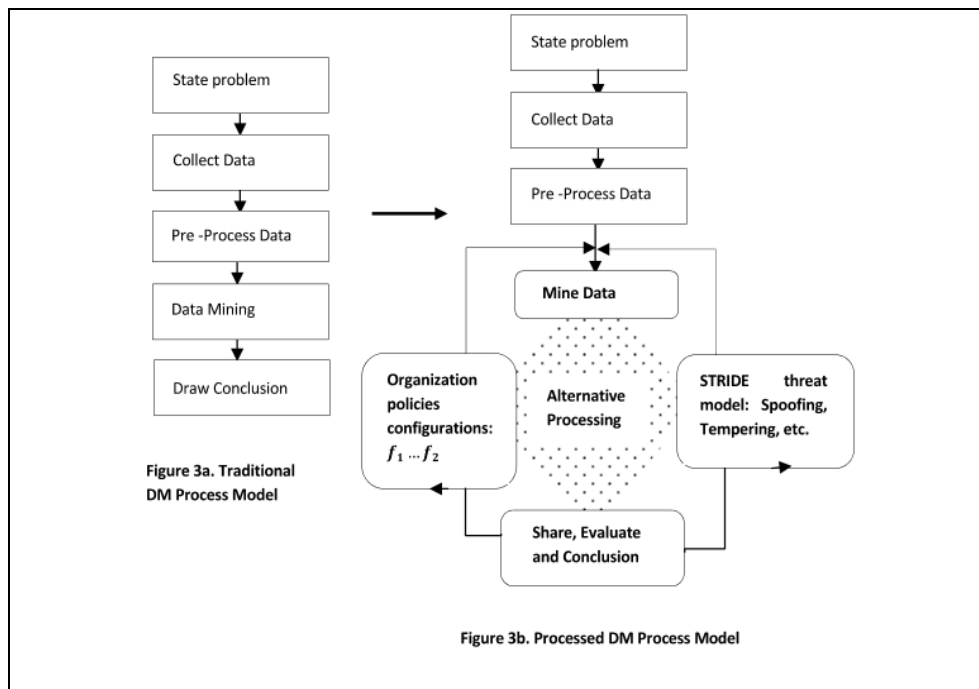 State problem
Collect Data
Pre -Process Data
Data Mining
Draw Conclusion
Figure 3a. Traditional
DM Process Model
State problem
Collect Data
Pre -Process Data
Mine Data
Organization
policies
configurations:
f₁ ... f₂
Alternative
Processing
STRIDE threat
model: Spoofing,
Tempering, etc.
Share, Evaluate
and Conclusion
Figure 3b. Processed DM Process Model